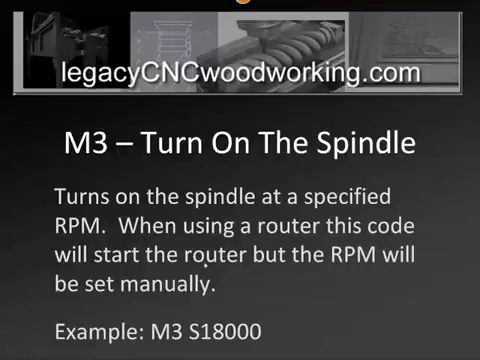 legacyCNCwoodworking.com
M3 – Turn On The Spindle
Turns on the spindle at a specified
RPM.  When using a router this code
will start the router but the RPM will
be set manually.
Example: M3 S18000